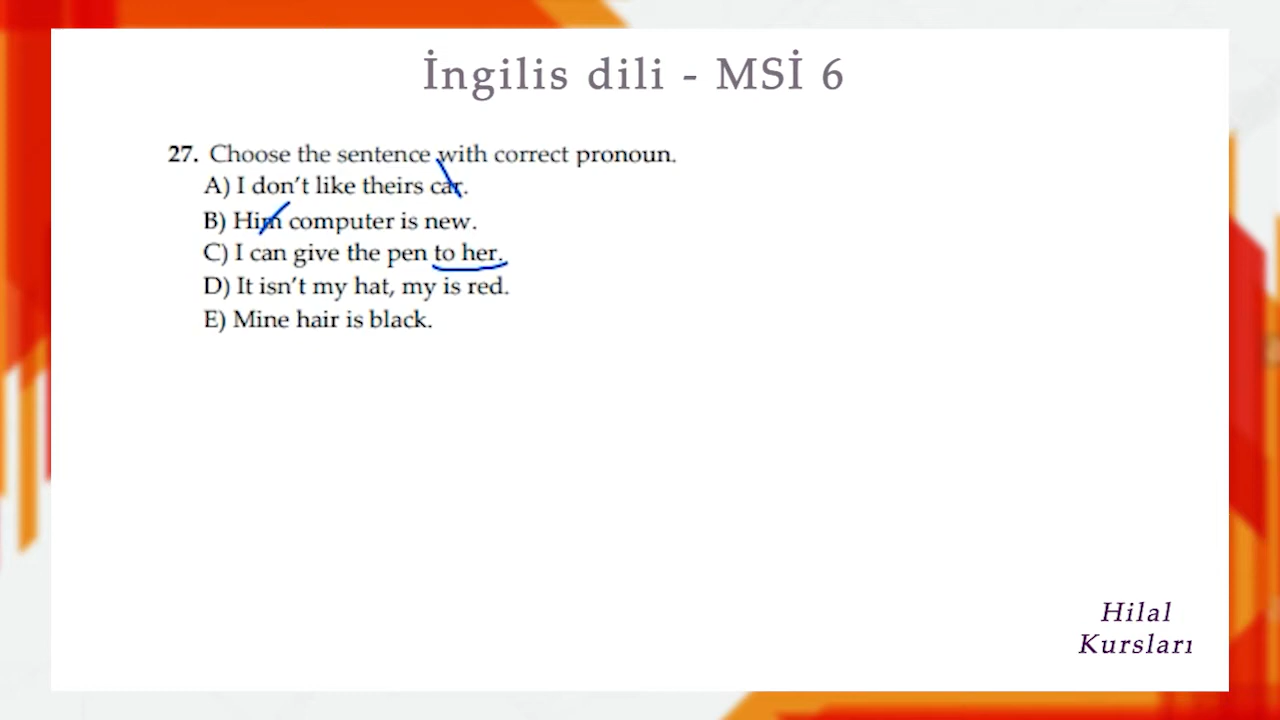 İngilis dili - MSİ 6
27. Choose the sentence with correct pronoun.
A) I don't like theirs car.
B) Him computer is new.
C) I can give the pen to her.
D) It isn't my hat, my is red.
E) Mine hair is black.
Hilal
Kursları